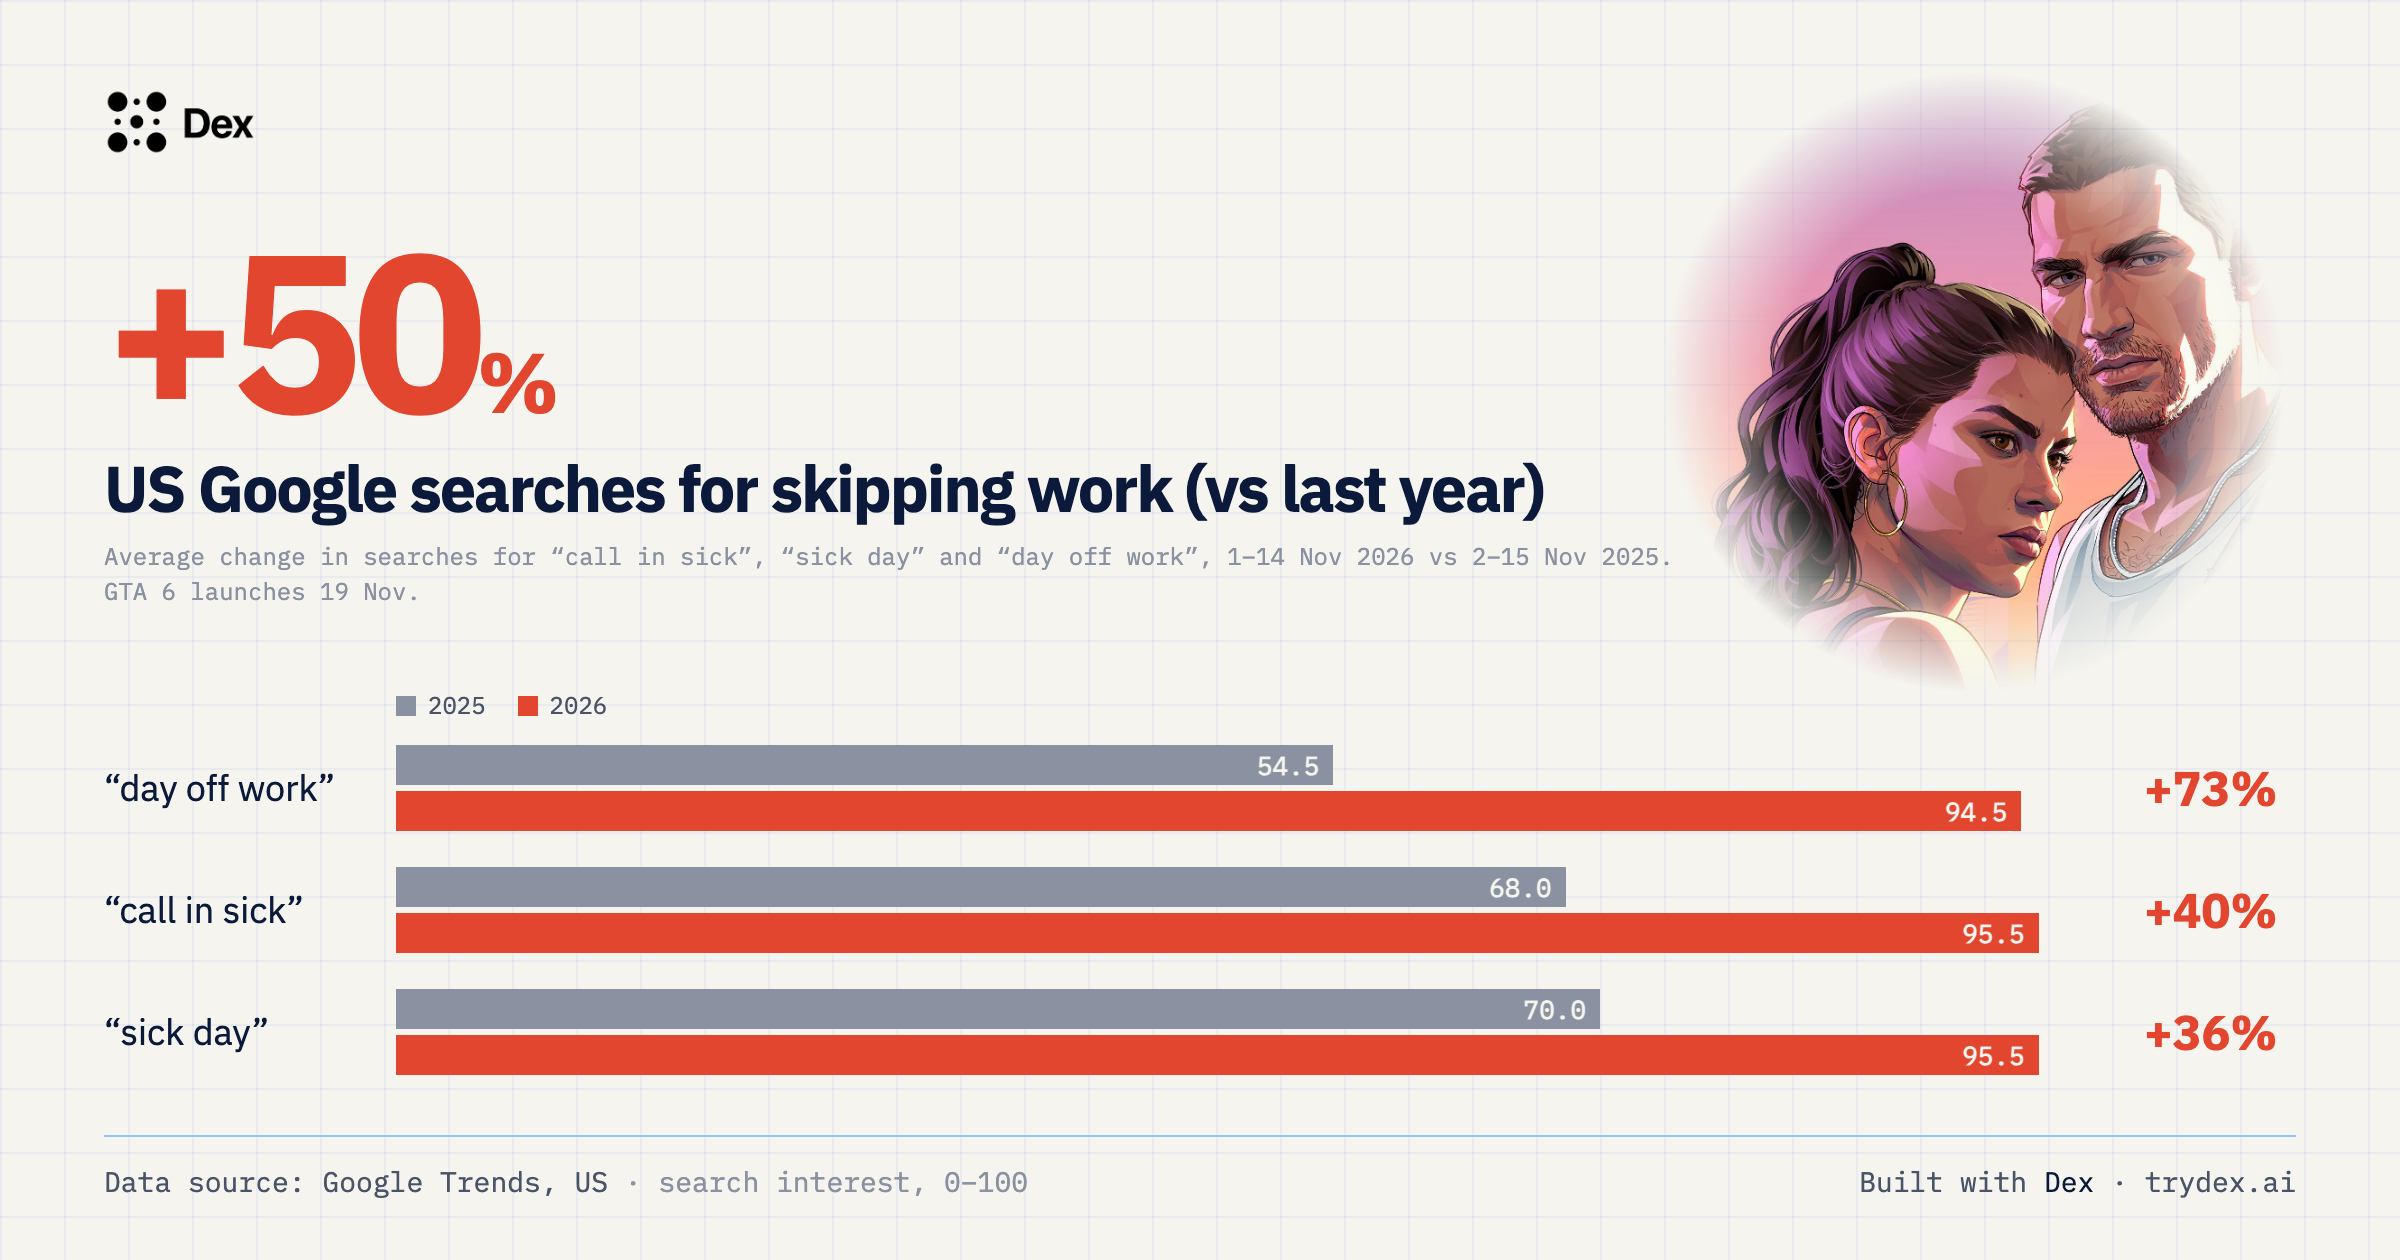 Dex
+50%
US Google searches for skipping work (vs last year)
Average change in searches for “call in sick”, “sick day” and “day off work”, 1–14 Nov 2026 vs 2–15 Nov 2025.
GTA 6 launches 19 Nov.
2025 2026
“day off work” 54.5 94.5 +73%
“call in sick” 68.0 95.5 +40%
“sick day” 70.0 95.5 +36%
Data source: Google Trends, US · search interest, 0–100
Built with Dex · trydex.ai